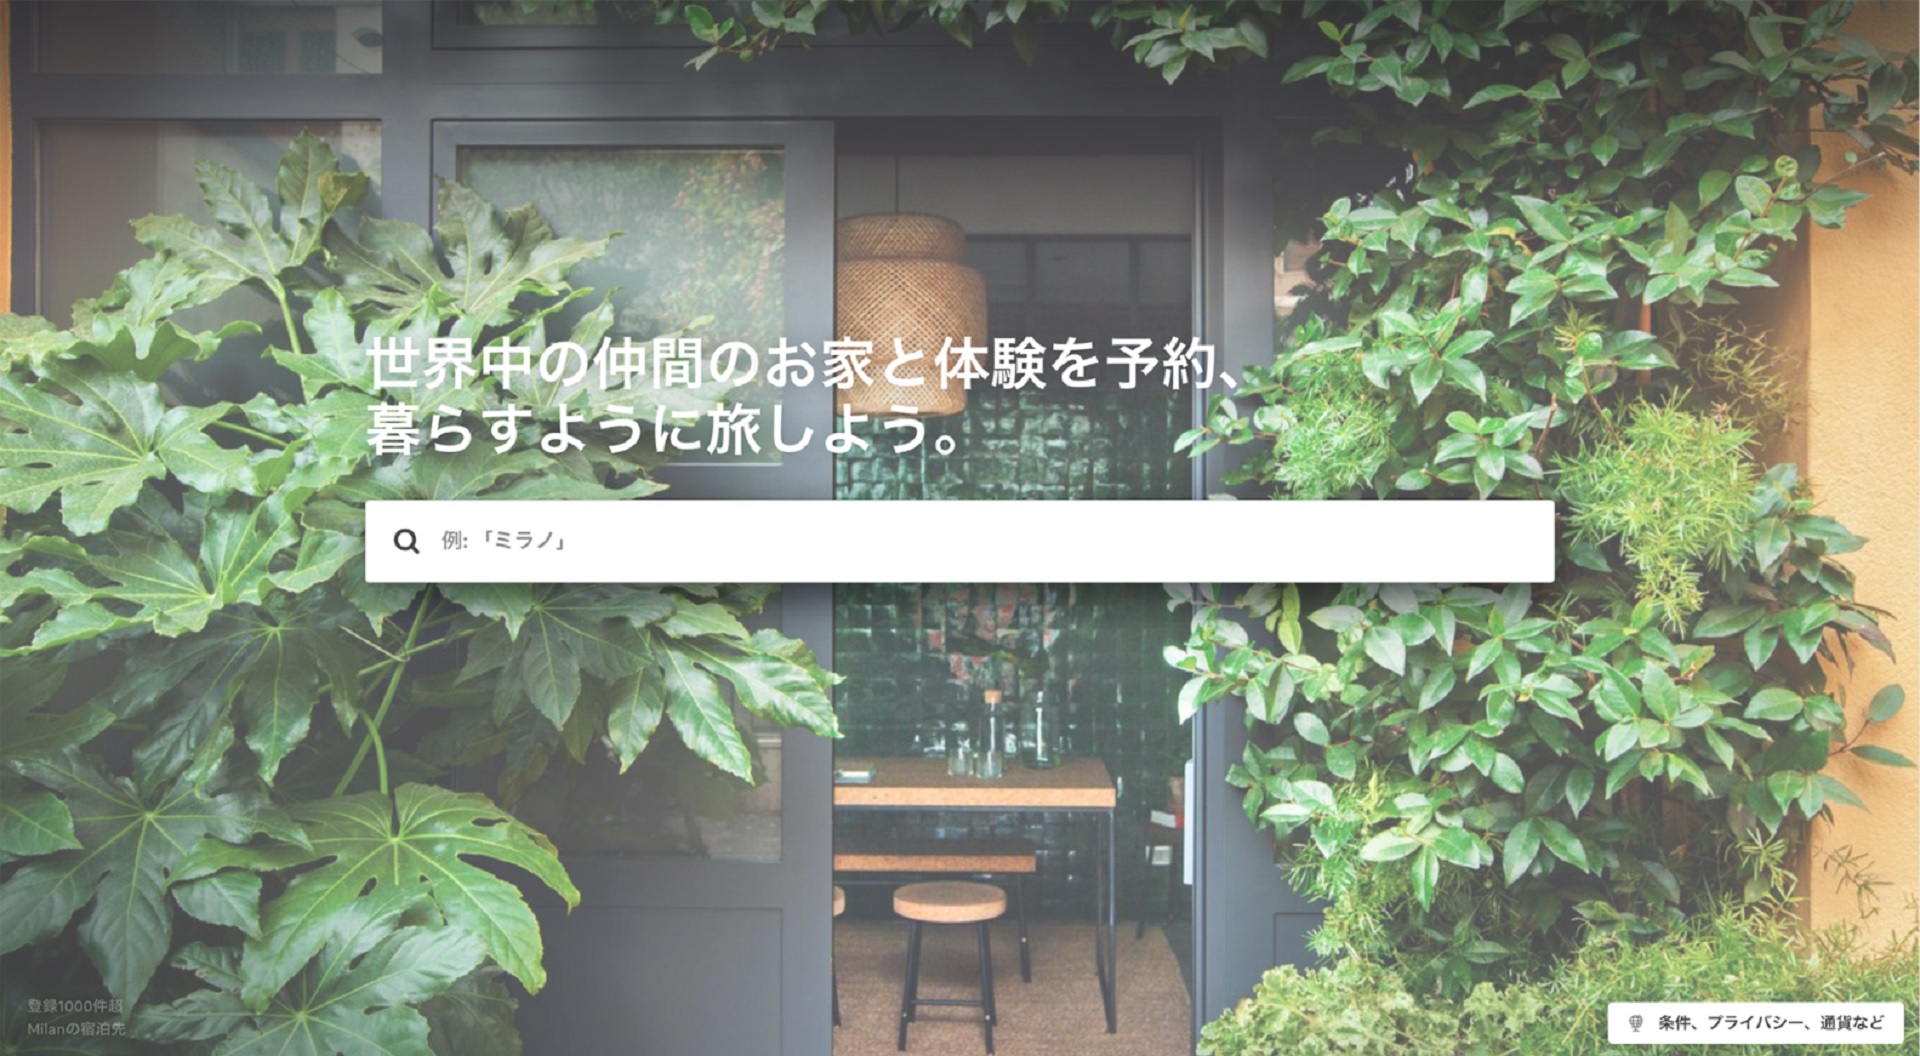 世界中の仲間のお家と体験を予約、
暮らすように旅しよう。
例: 「ミラノ」
登録1000件超
Milanの宿泊先
条件、プライバシー、通貨など